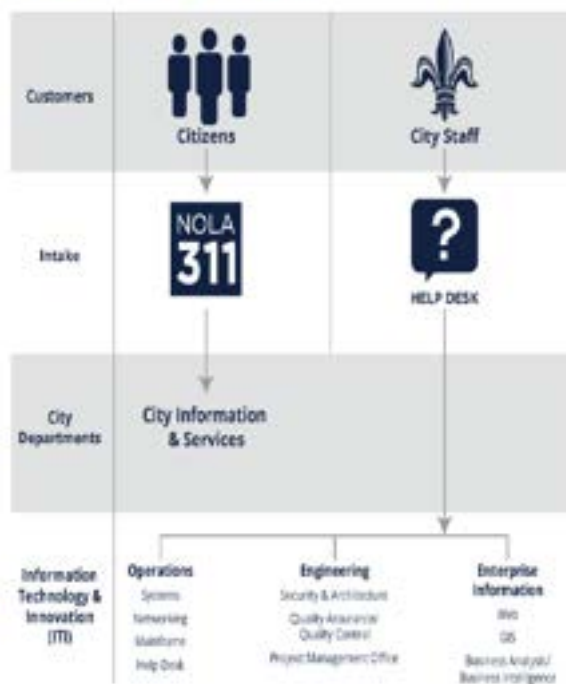 Customers
Citizens
City Staff
Intake
NOLA
311
?
HELP DESK
City
Departments
City Information
& Services
Information
Technology &
Innovation
(ITI)
Operations
Systems
Networking
Mainframe
Help Desk
Engineering
Security & Architecture
Quality Assurance/
Quality Control
Project Management Office
Enterprise
Information
Web
GIS
Business Analysis/
Business Intelligence